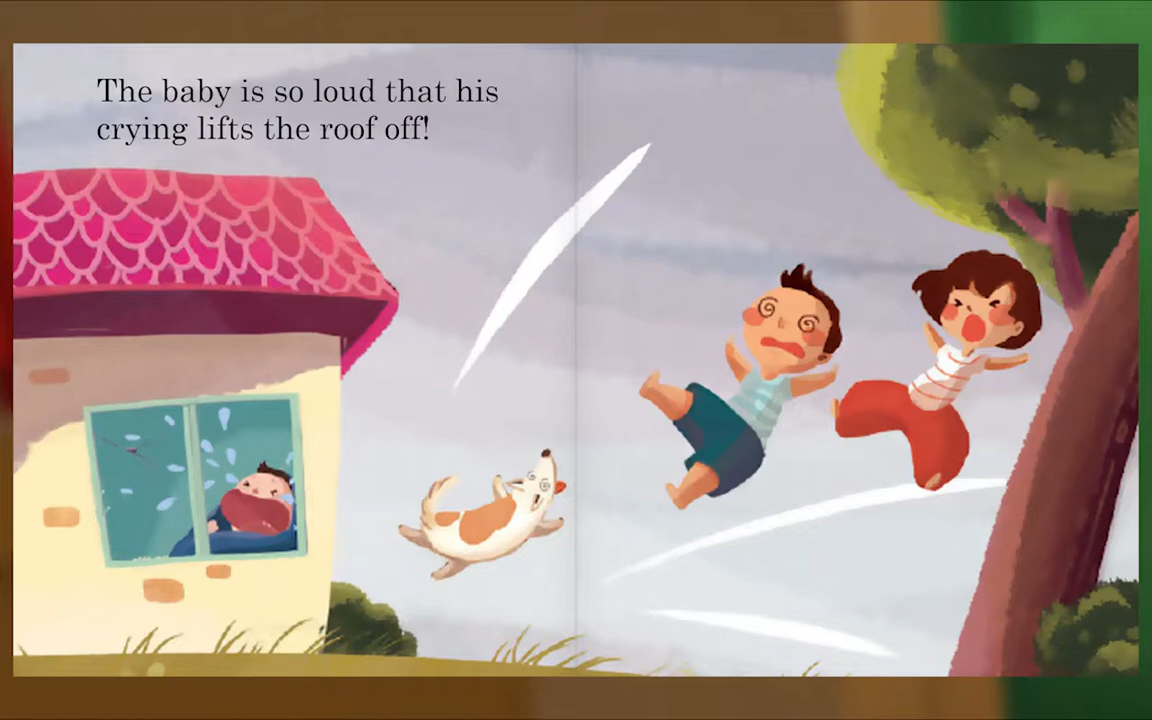 The baby is so loud that his
crying lifts the roof off!